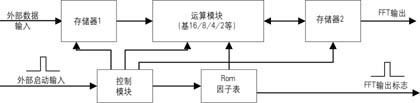 外部数据
输入
存储器1
运算模块
(基16/8/4/2等)
存储器2
FFT输出
外部启动输入
控制
模块
Rom
因子表
FFT输出标志